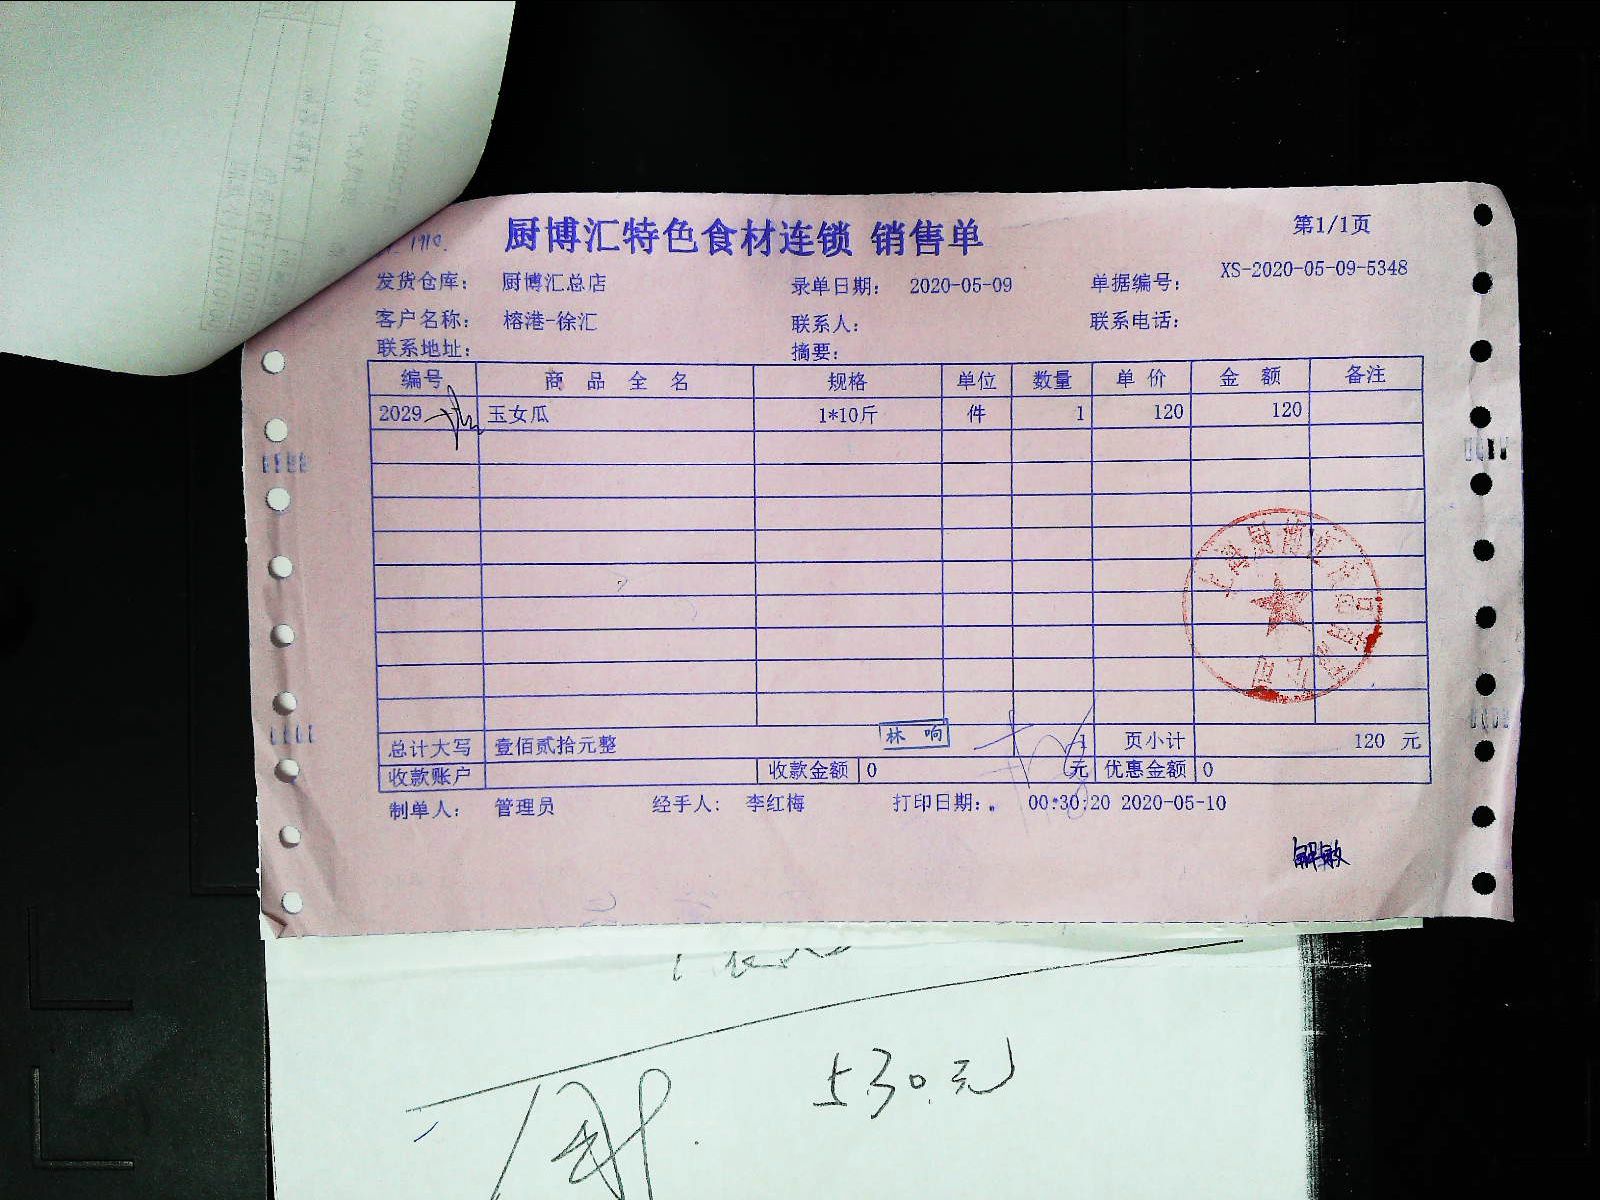 厨博汇特色食材连锁 销售单
第1/1页
1910.
发货仓库： 厨博汇总店 录单日期： 2020-05-09 单据编号： XS-2020-05-09-5348
客户名称： 榕港-徐汇 联系人： 联系电话：
联系地址： 摘要：
编号 商 品 全 名 规格 单位 数量 单 价 金 额 备注
2029 玉女瓜 1*10斤 件 1 120 120
总计大写 壹佰贰拾元整 林 响 1 页小计 120 元
收款账户 收款金额 0 元 优惠金额 0
制单人： 管理员 经手人： 李红梅 打印日期： 00:30:20 2020-05-10
解敏
530.元